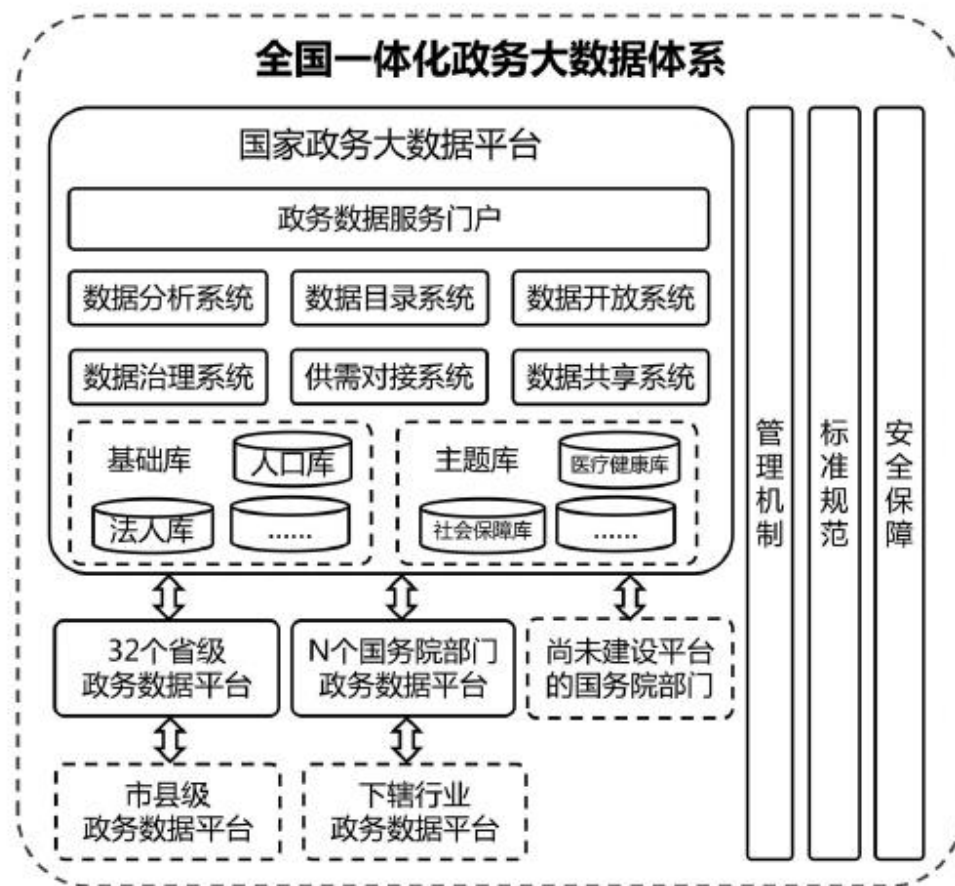 全国一体化政务大数据体系
国家政务大数据平台
政务数据服务门户
数据分析系统
数据目录系统
数据开放系统
数据治理系统
供需对接系统
数据共享系统
基础库
人口库
法人库
......
主题库
医疗健康库
社会保障库
......
32个省级
政务数据平台
N个国务院部门
政务数据平台
尚未建设平台
的国务院部门
市县级
政务数据平台
下辖行业
政务数据平台
管理机制
标准规范
安全保障